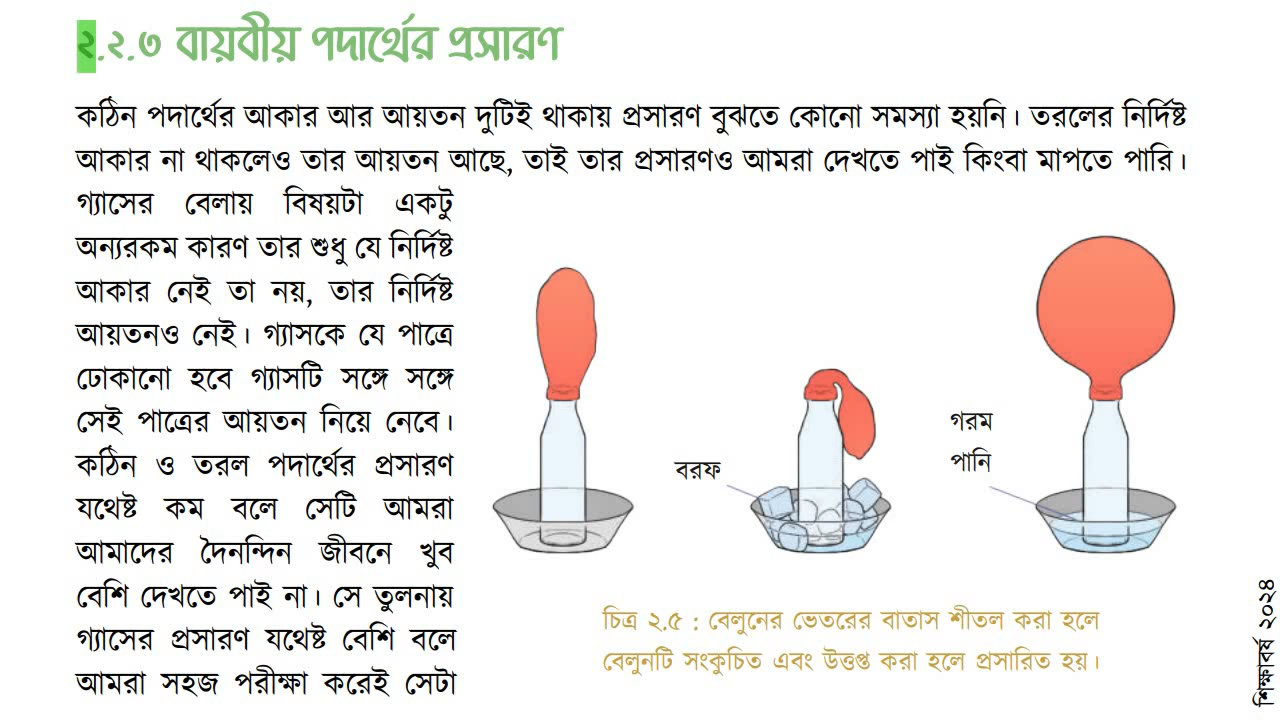 ২.২.৩ বায়বীয় পদার্থের প্রসারণ
কঠিন পদার্থের আকার আর আয়তন দুটিই থাকায় প্রসারণ বুঝতে কোনো সমস্যা হয়নি। তরলের নির্দিষ্ট
আকার না থাকলেও তার আয়তন আছে, তাই তার প্রসারণও আমরা দেখতে পাই কিংবা মাপতে পারি।
গ্যাসের বেলায় বিষয়টা একটু
অন্যরকম কারণ তার শুধু যে নির্দিষ্ট
আকার নেই তা নয়, তার নির্দিষ্ট
আয়তনও নেই। গ্যাসকে যে পাত্রে
ঢোকানো হবে গ্যাসটি সঙ্গে সঙ্গে
সেই পাত্রের আয়তন নিয়ে নেবে।
কঠিন ও তরল পদার্থের প্রসারণ
যথেষ্ট কম বলে সেটি আমরা
আমাদের দৈনন্দিন জীবনে খুব
বেশি দেখতে পাই না। সে তুলনায়
গ্যাসের প্রসারণ যথেষ্ট বেশি বলে
আমরা সহজ পরীক্ষা করেই সেটা
বরফ
গরম
পানি
চিত্র ২.৫ : বেলুনের ভেতরের বাতাস শীতল করা হলে
বেলুনটি সংকুচিত এবং উত্তপ্ত করা হলে প্রসারিত হয়।
শিক্ষাবর্ষ ২০২৪